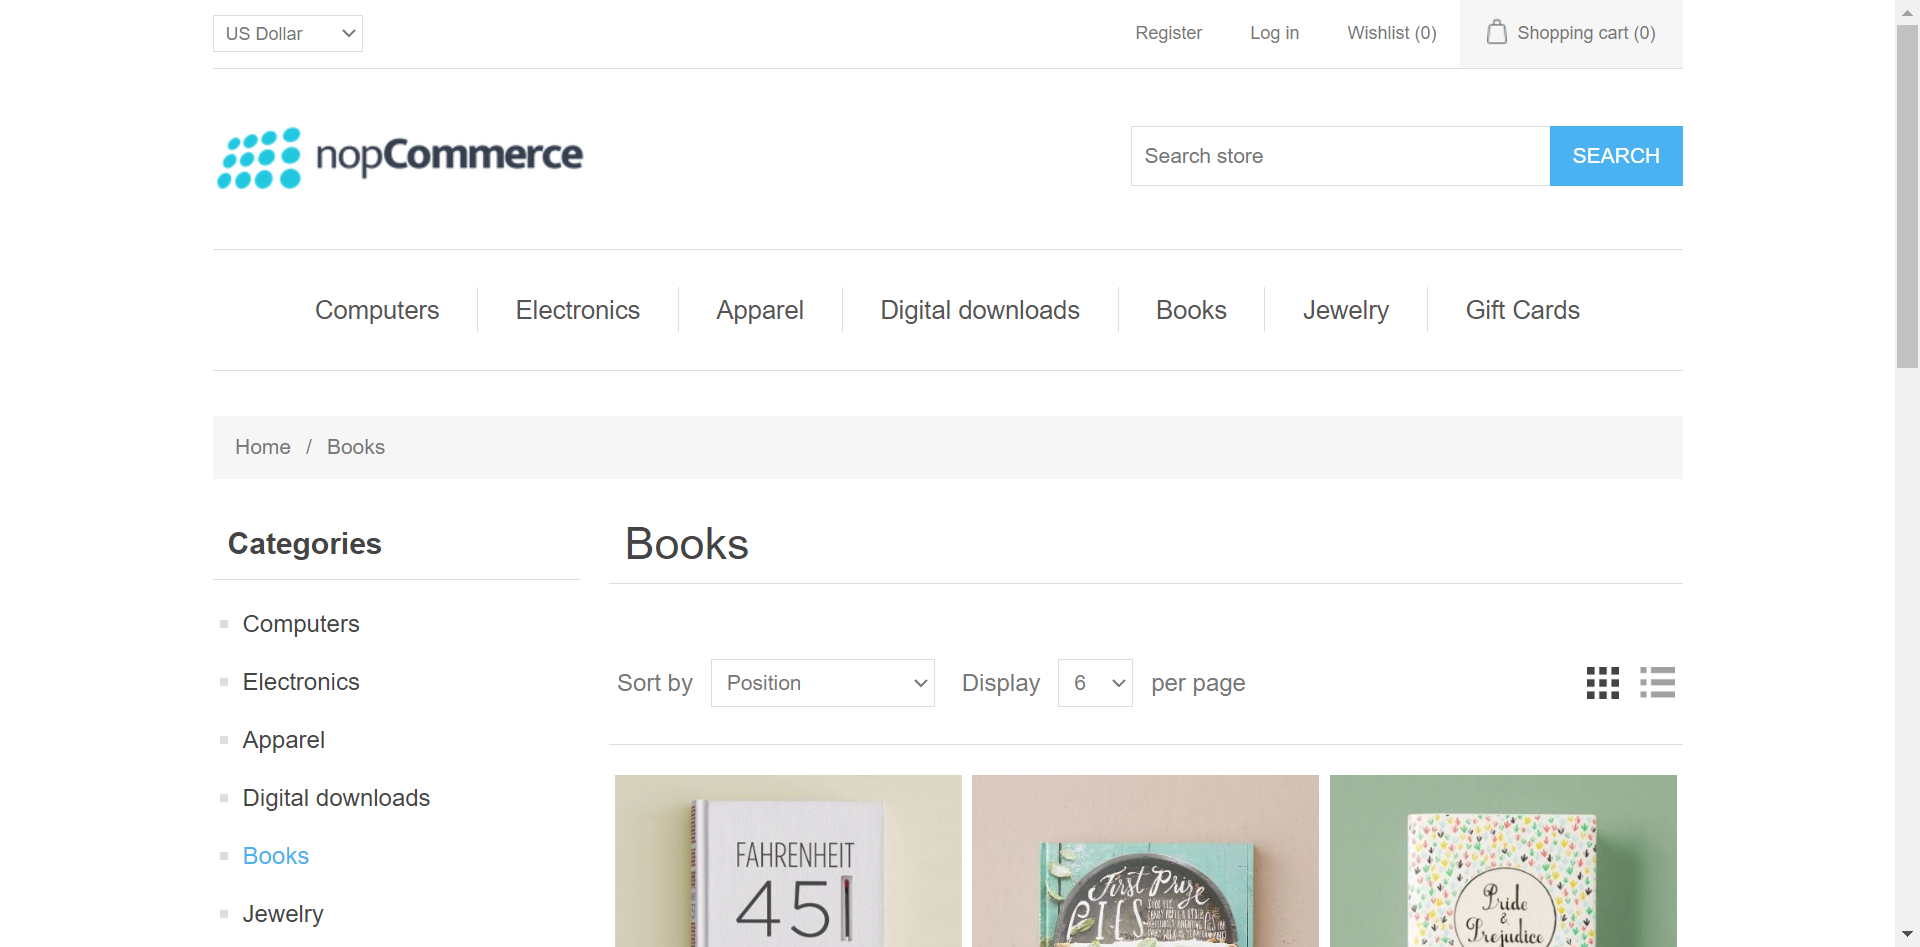 US Dollar
Register
Log in
Wishlist (0)
Shopping cart (0)
nopCommerce
Search store
SEARCH
Computers
Electronics
Apparel
Digital downloads
Books
Jewelry
Gift Cards
Home / Books
Categories
Computers
Electronics
Apparel
Digital downloads
Books
Jewelry
Books
Sort by
Position
Display
6
per page
FAHRENHEIT
451
First Prize
PIES
Pride
&
Prejudice